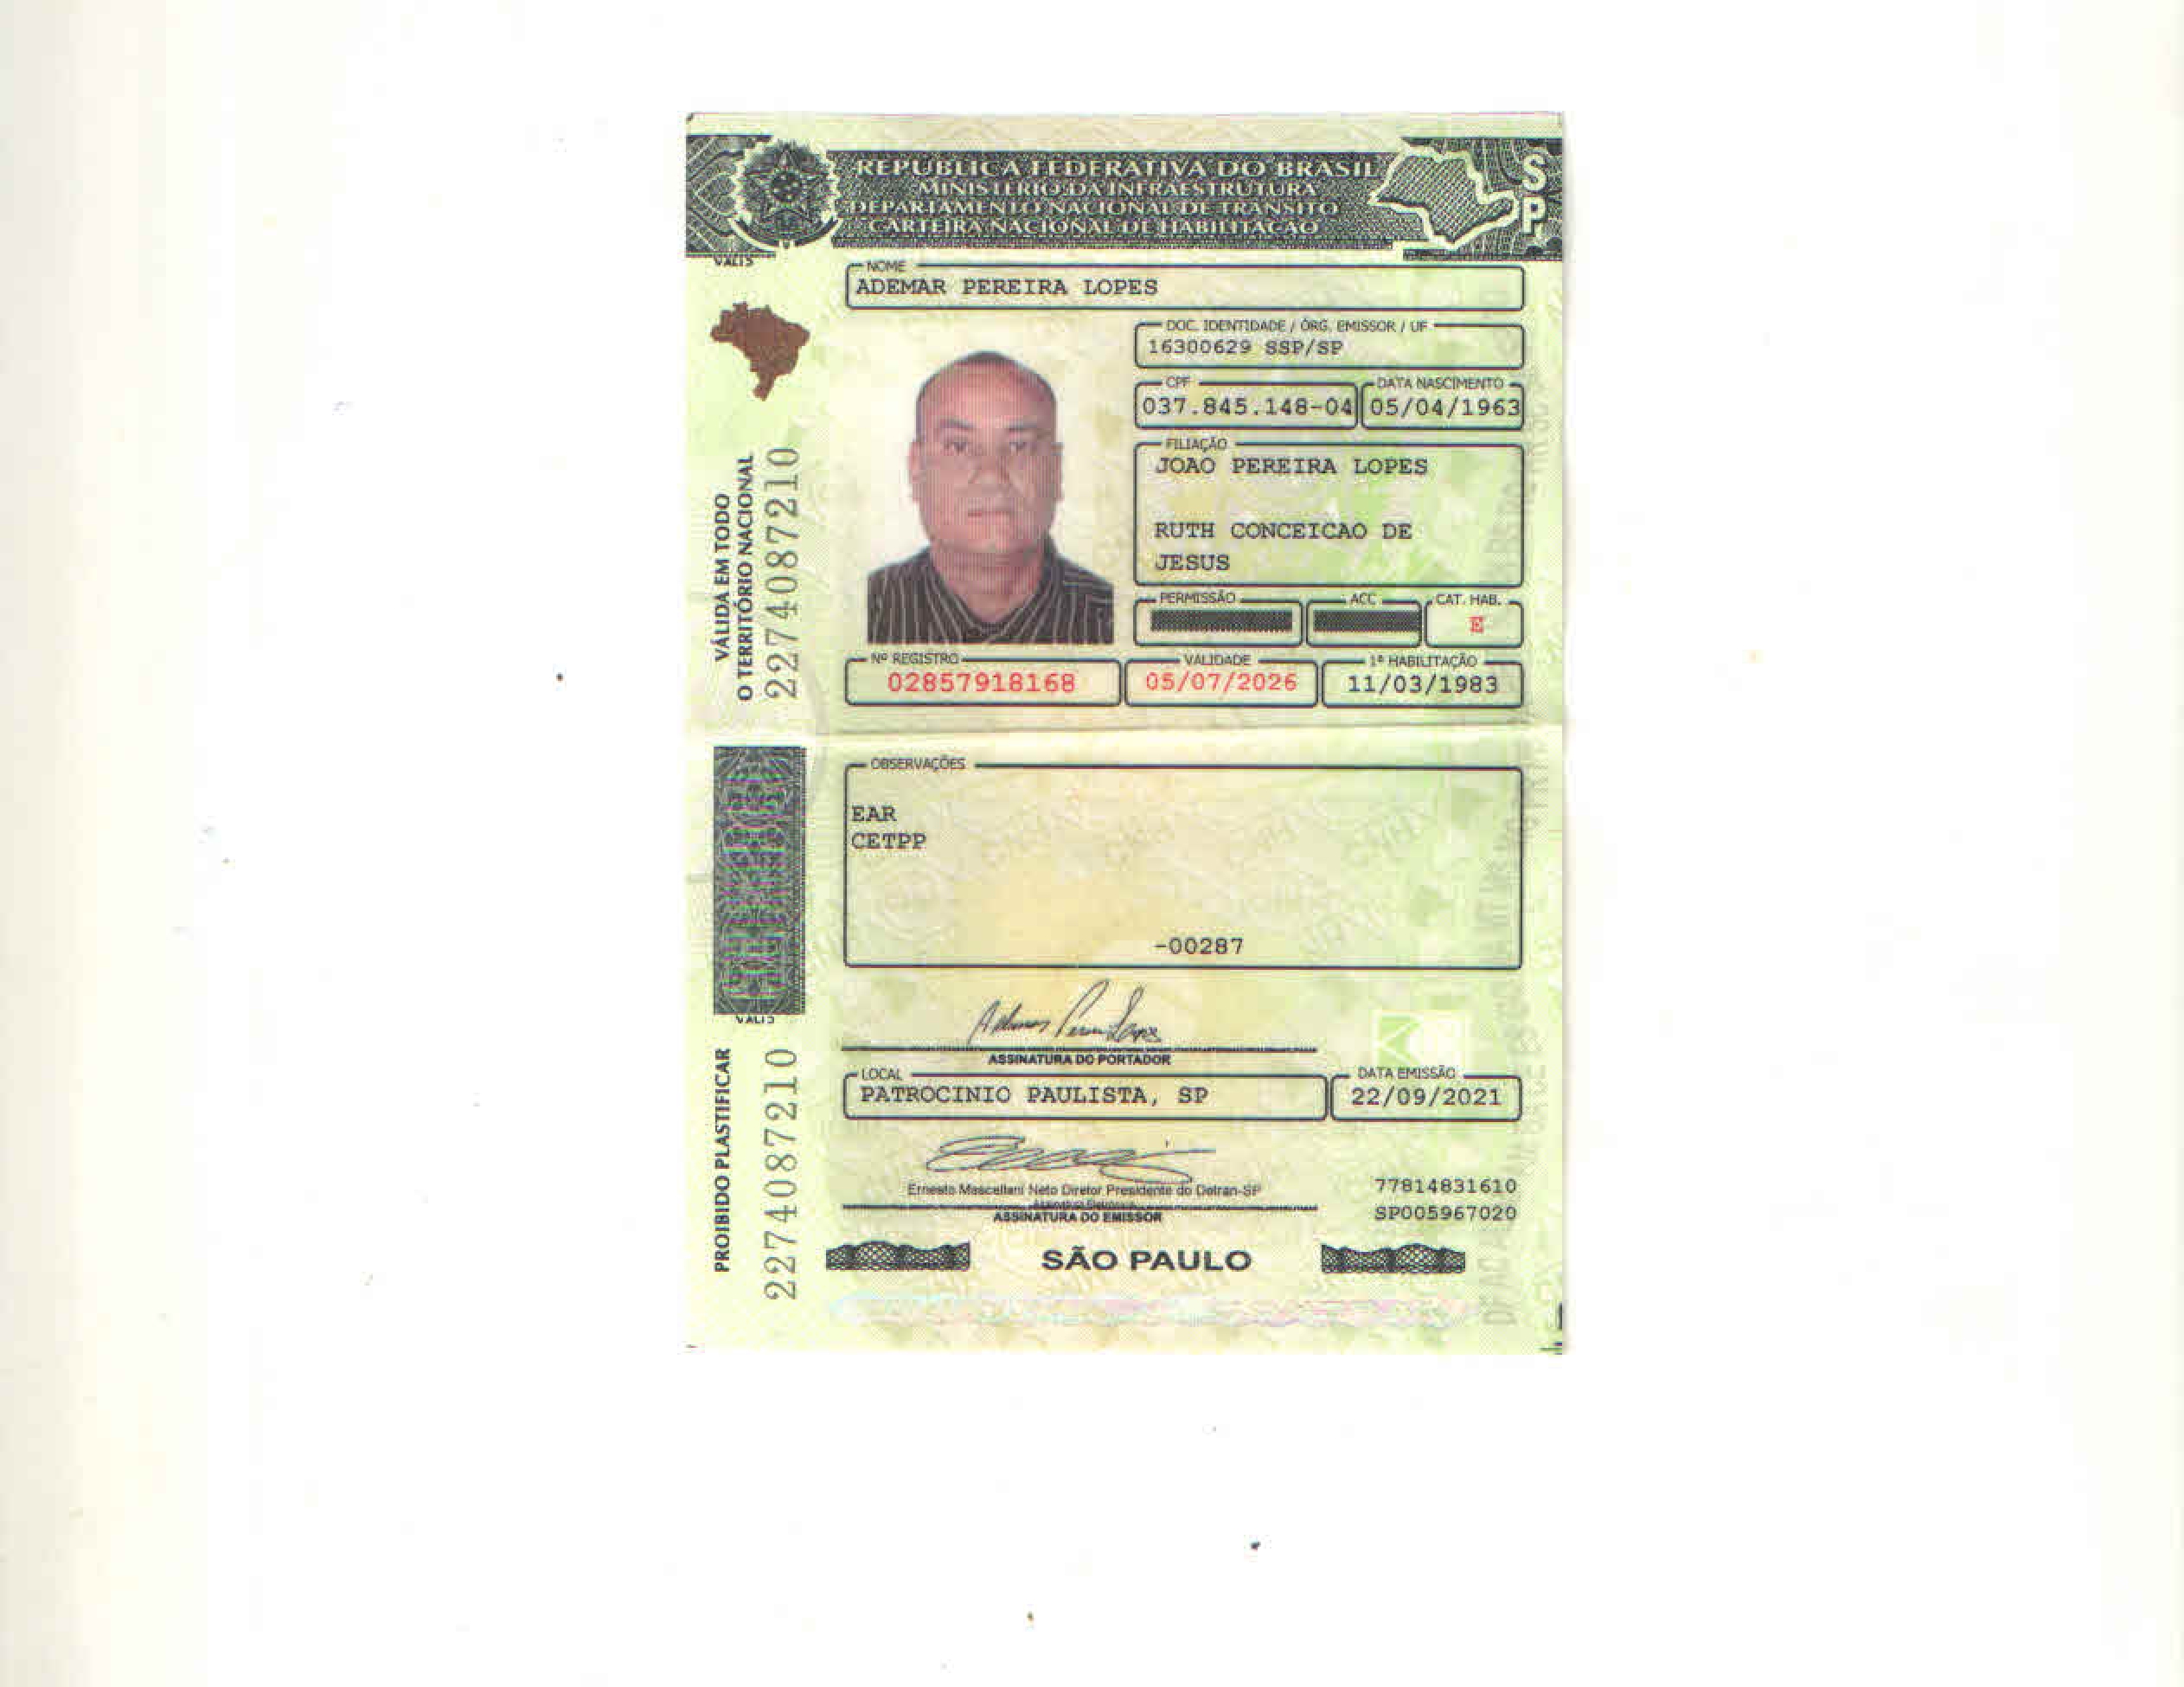 REPÚBLICA FEDERATIVA DO BRASIL
MINISTÉRIO DA INFRAESTRUTURA
DEPARTAMENTO NACIONAL DE TRÂNSITO
CARTEIRA NACIONAL DE HABILITAÇÃO
SP
NOME
ADEMAR PEREIRA LOPES
DOC. IDENTIDADE / ÓRG. EMISSOR / UF
16300629 SSP/SP
CPF
037.845.148-04
DATA NASCIMENTO
05/04/1963
FILIAÇÃO
JOAO PEREIRA LOPES
RUTH CONCEICAO DE
JESUS
PERMISSÃO
ACC
CAT. HAB.
E
Nº REGISTRO
02857918168
VALIDADE
05/07/2026
1ª HABILITAÇÃO
11/03/1983
VÁLIDA EM TODO
O TERRITÓRIO NACIONAL
2274087210
OBSERVAÇÕES
EAR
CETPP
-00287
Ademar Pereira Lopes
ASSINATURA DO PORTADOR
LOCAL
PATROCINIO PAULISTA, SP
DATA EMISSÃO
22/09/2021
Ernesto Mascellani Neto Diretor Presidente do Detran-SP
ASSINATURA DO EMISSOR
77814831610
SP005967020
SÃO PAULO
PROIBIDO PLASTIFICAR
2274087210